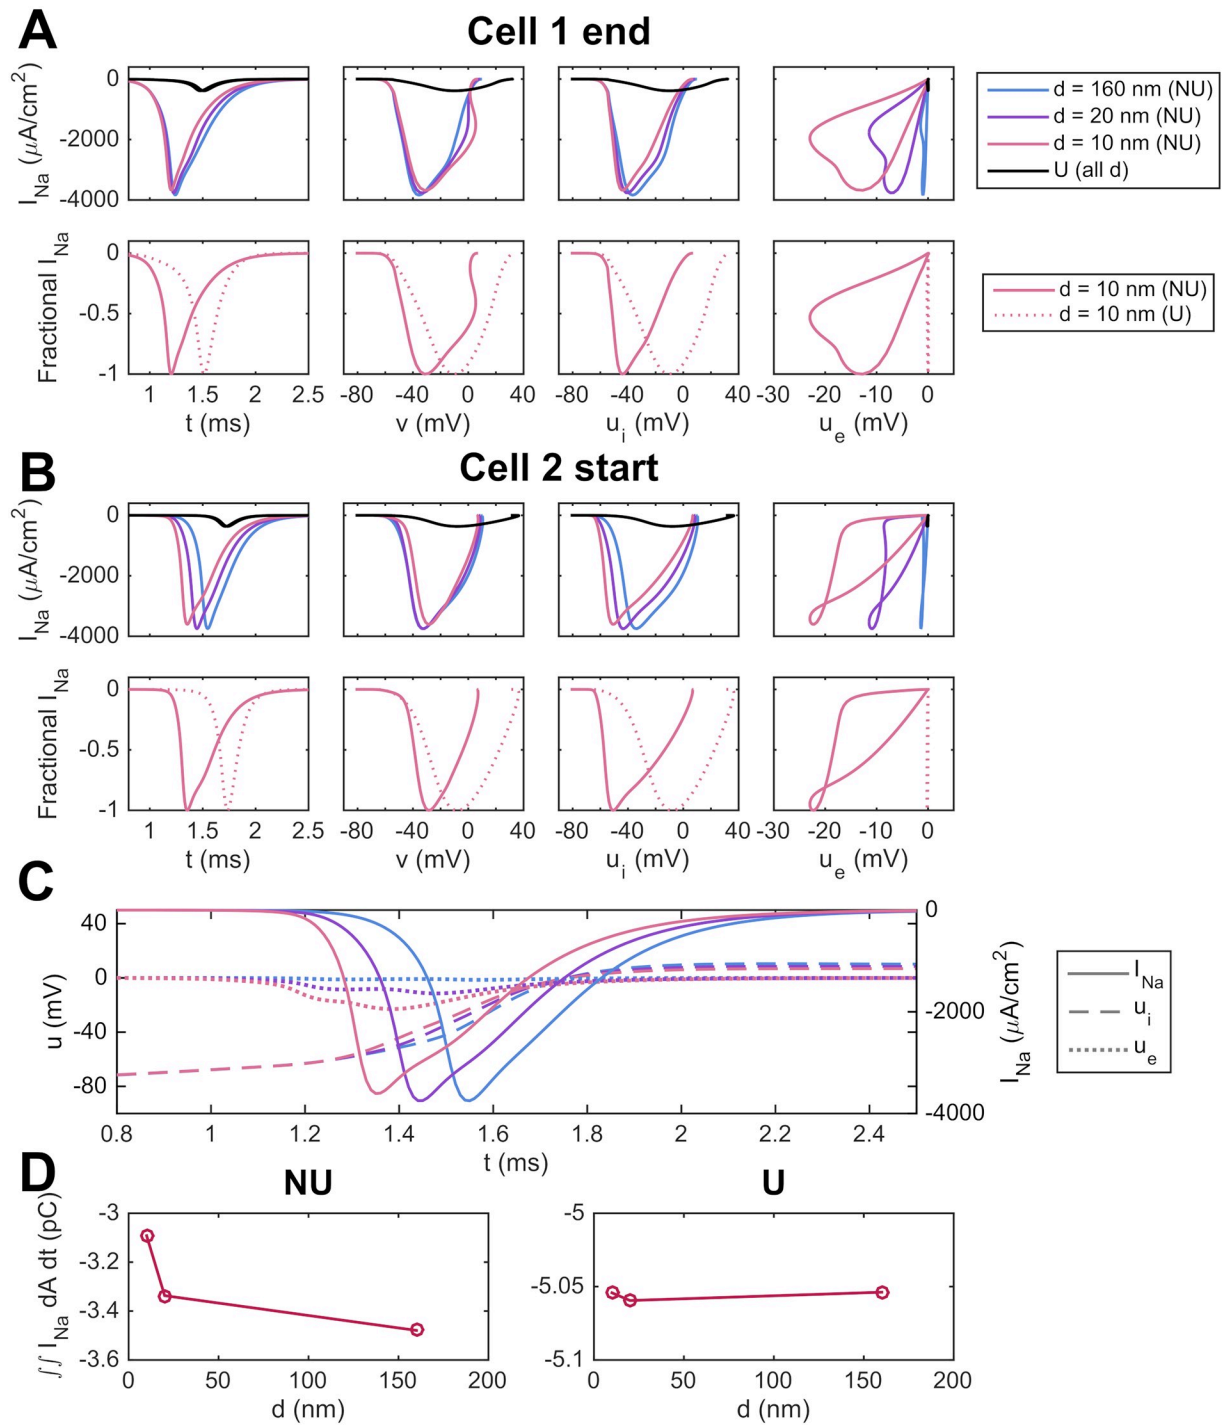 A
Cell 1 end
I_Na (μA/cm²)
0
-2000
-4000
d = 160 nm (NU)
d = 20 nm (NU)
d = 10 nm (NU)
U (all d)
Fractional I_Na
0
-0.5
-1
1 1.5 2 2.5
-80 -40 0 40
-80 -40 0 40
-30 -20 -10 0
t (ms)
v (mV)
u_i (mV)
u_e (mV)
d = 10 nm (NU)
d = 10 nm (U)
B
Cell 2 start
I_Na (μA/cm²)
0
-2000
-4000
Fractional I_Na
0
-0.5
-1
1 1.5 2 2.5
-80 -40 0 40
-80 -40 0 40
-30 -20 -10 0
t (ms)
v (mV)
u_i (mV)
u_e (mV)
C
u (mV)
40
0
-40
-80
0
-2000
-4000
I_Na (μA/cm²)
0.8 1 1.2 1.4 1.6 1.8 2 2.2 2.4
t (ms)
I_Na
u_i
u_e
D
NU
U
∫∫ I_Na dA dt (pC)
-3
-3.2
-3.4
-3.6
0 50 100 150 200
d (nm)
-5
-5.05
-5.1
0 50 100 150 200
d (nm)